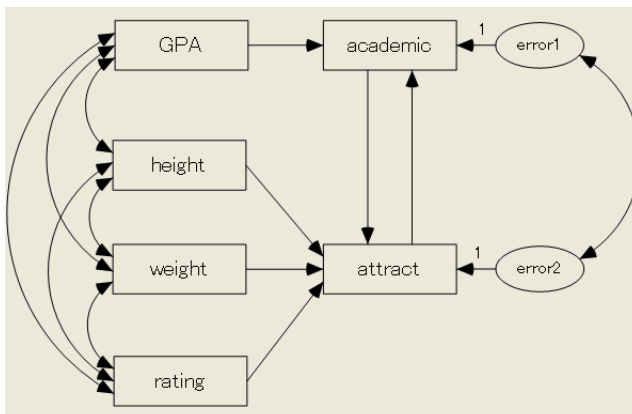 GPA
academic
1
error1
height
weight
attract
1
error2
rating